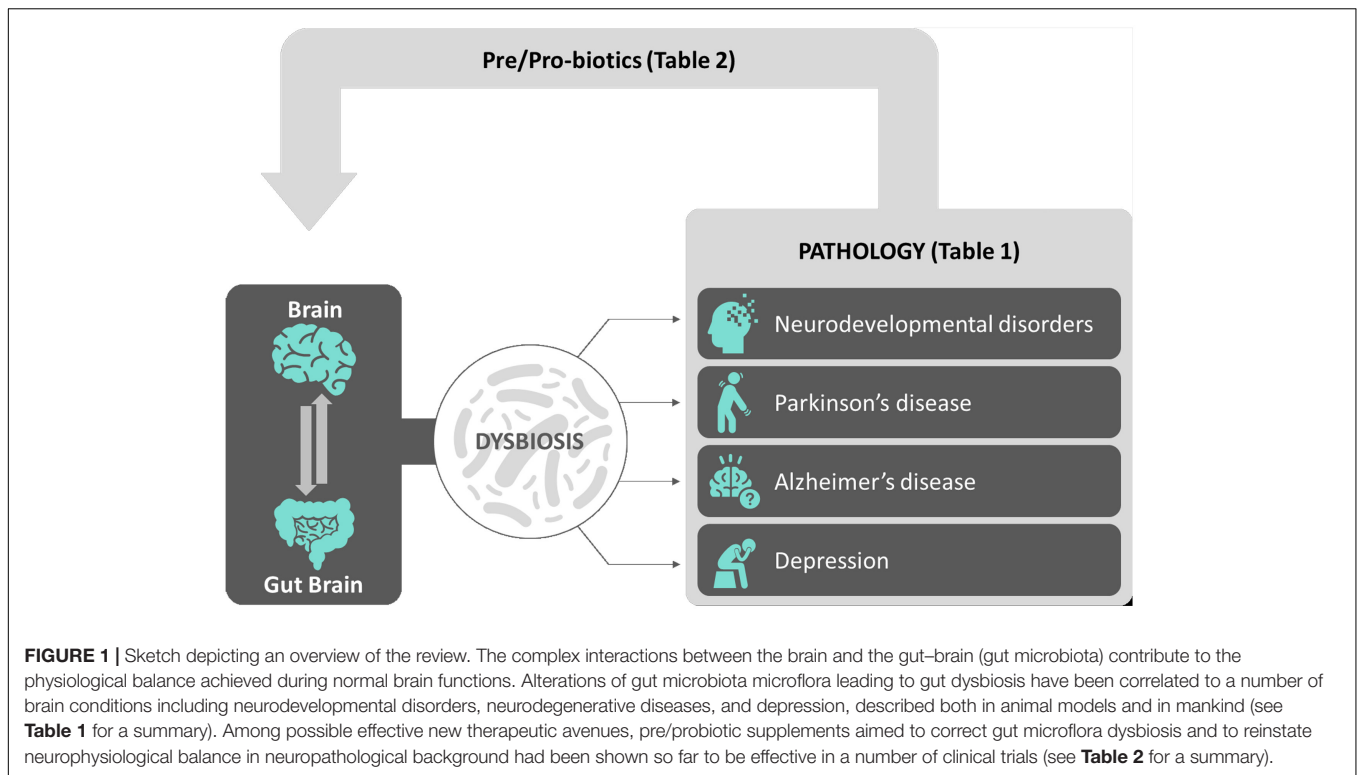 Pre/Pro-biotics (Table 2)
PATHOLOGY (Table 1)
Brain
Neurodevelopmental disorders
Parkinson's disease
DYSBIOSIS
Alzheimer's disease
?
Gut Brain
Depression
FIGURE 1 | Sketch depicting an overview of the review. The complex interactions between the brain and the gut–brain (gut microbiota) contribute to the
physiological balance achieved during normal brain functions. Alterations of gut microbiota microflora leading to gut dysbiosis have been correlated to a number of
brain conditions including neurodevelopmental disorders, neurodegenerative diseases, and depression, described both in animal models and in mankind (see
Table 1 for a summary). Among possible effective new therapeutic avenues, pre/probiotic supplements aimed to correct gut microflora dysbiosis and to reinstate
neurophysiological balance in neuropathological background had been shown so far to be effective in a number of clinical trials (see Table 2 for a summary).